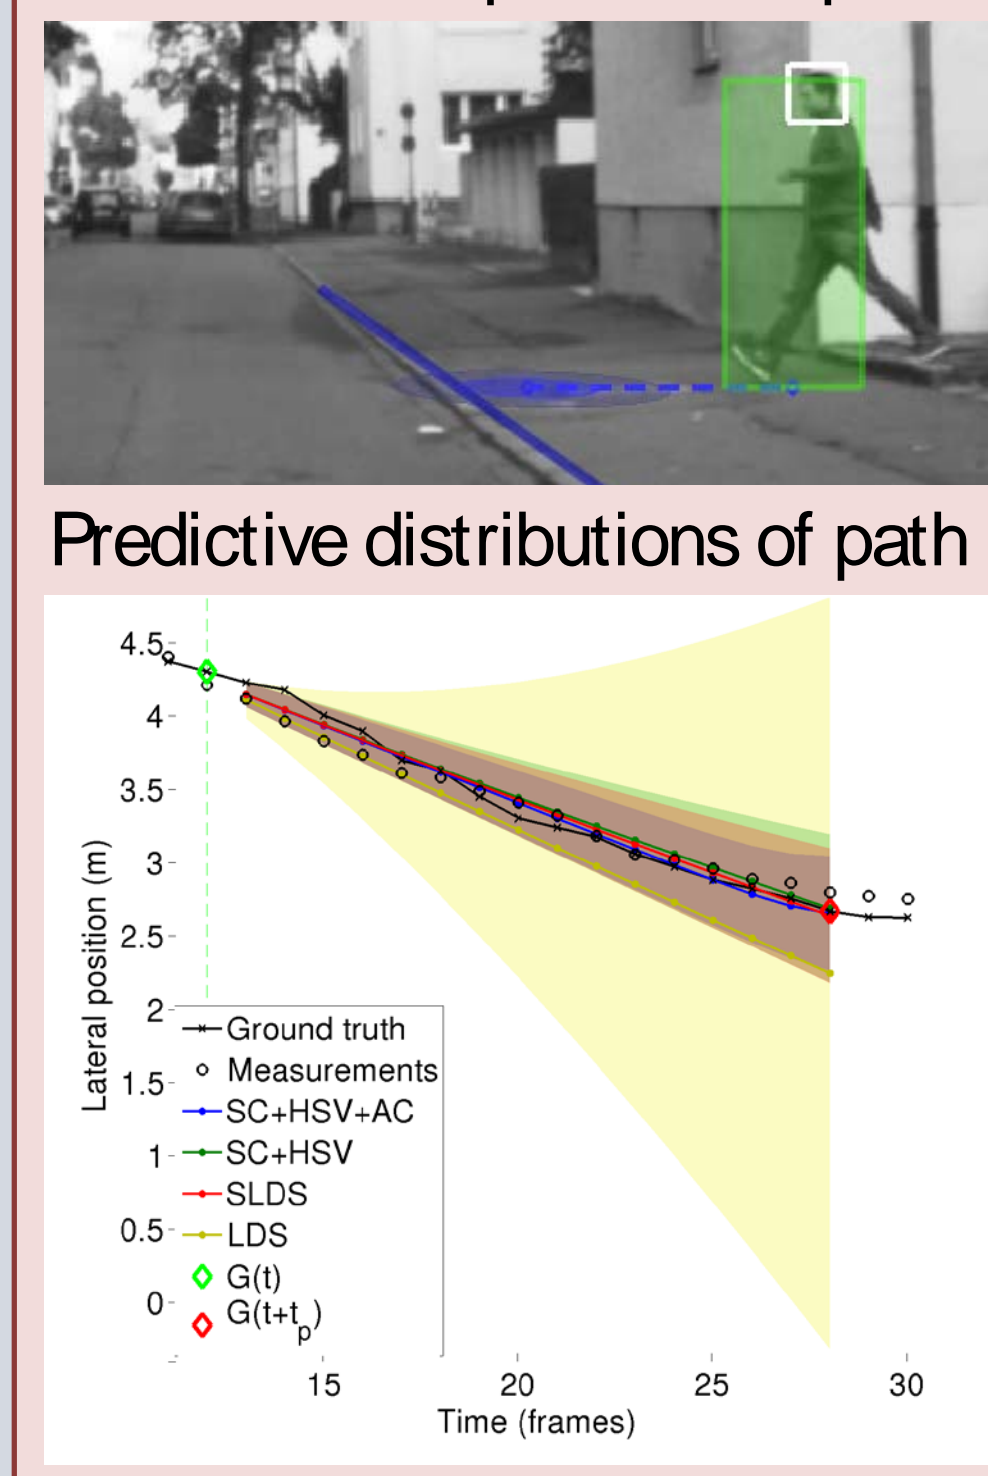 Predictive distributions of path
4.5
4
3.5
3
2.5
2
1.5
1
0.5
0
Lateral position (m)
Ground truth
Measurements
SC+HSV+AC
SC+HSV
SLDS
LDS
G(t)
G(t+t_p)
15 20 25 30
Time (frames)